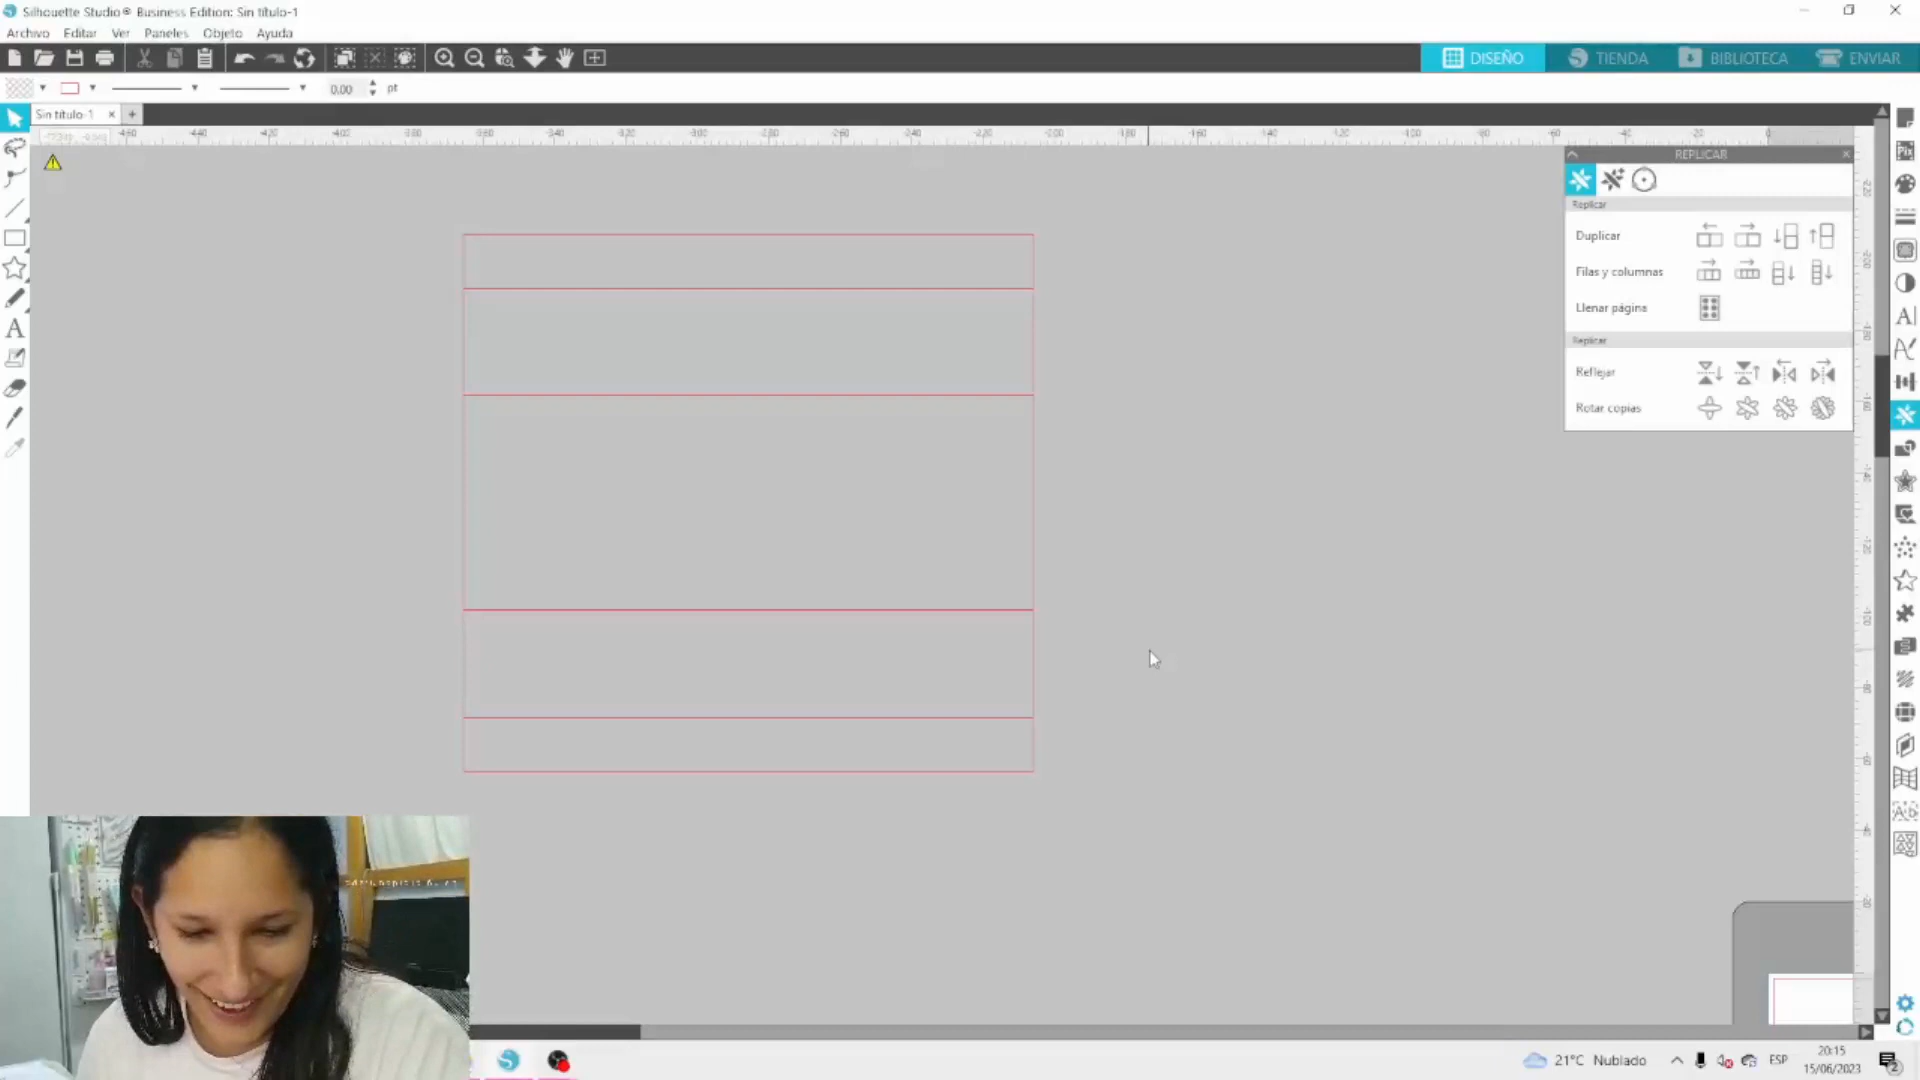 Silhouette Studio® Business Edition: Sin título-1
Archivo Editar Ver Paneles Objeto Ayuda
DISEÑO TIENDA BIBLIOTECA ENVIAR
0.00 pt
Sin título-1
REPLICAR
Replicar
Duplicar
Filas y columnas
Llenar página
Replicar
Reflejar
Rotar copias
21°C Nublado
ESP
20:15
15/06/2023